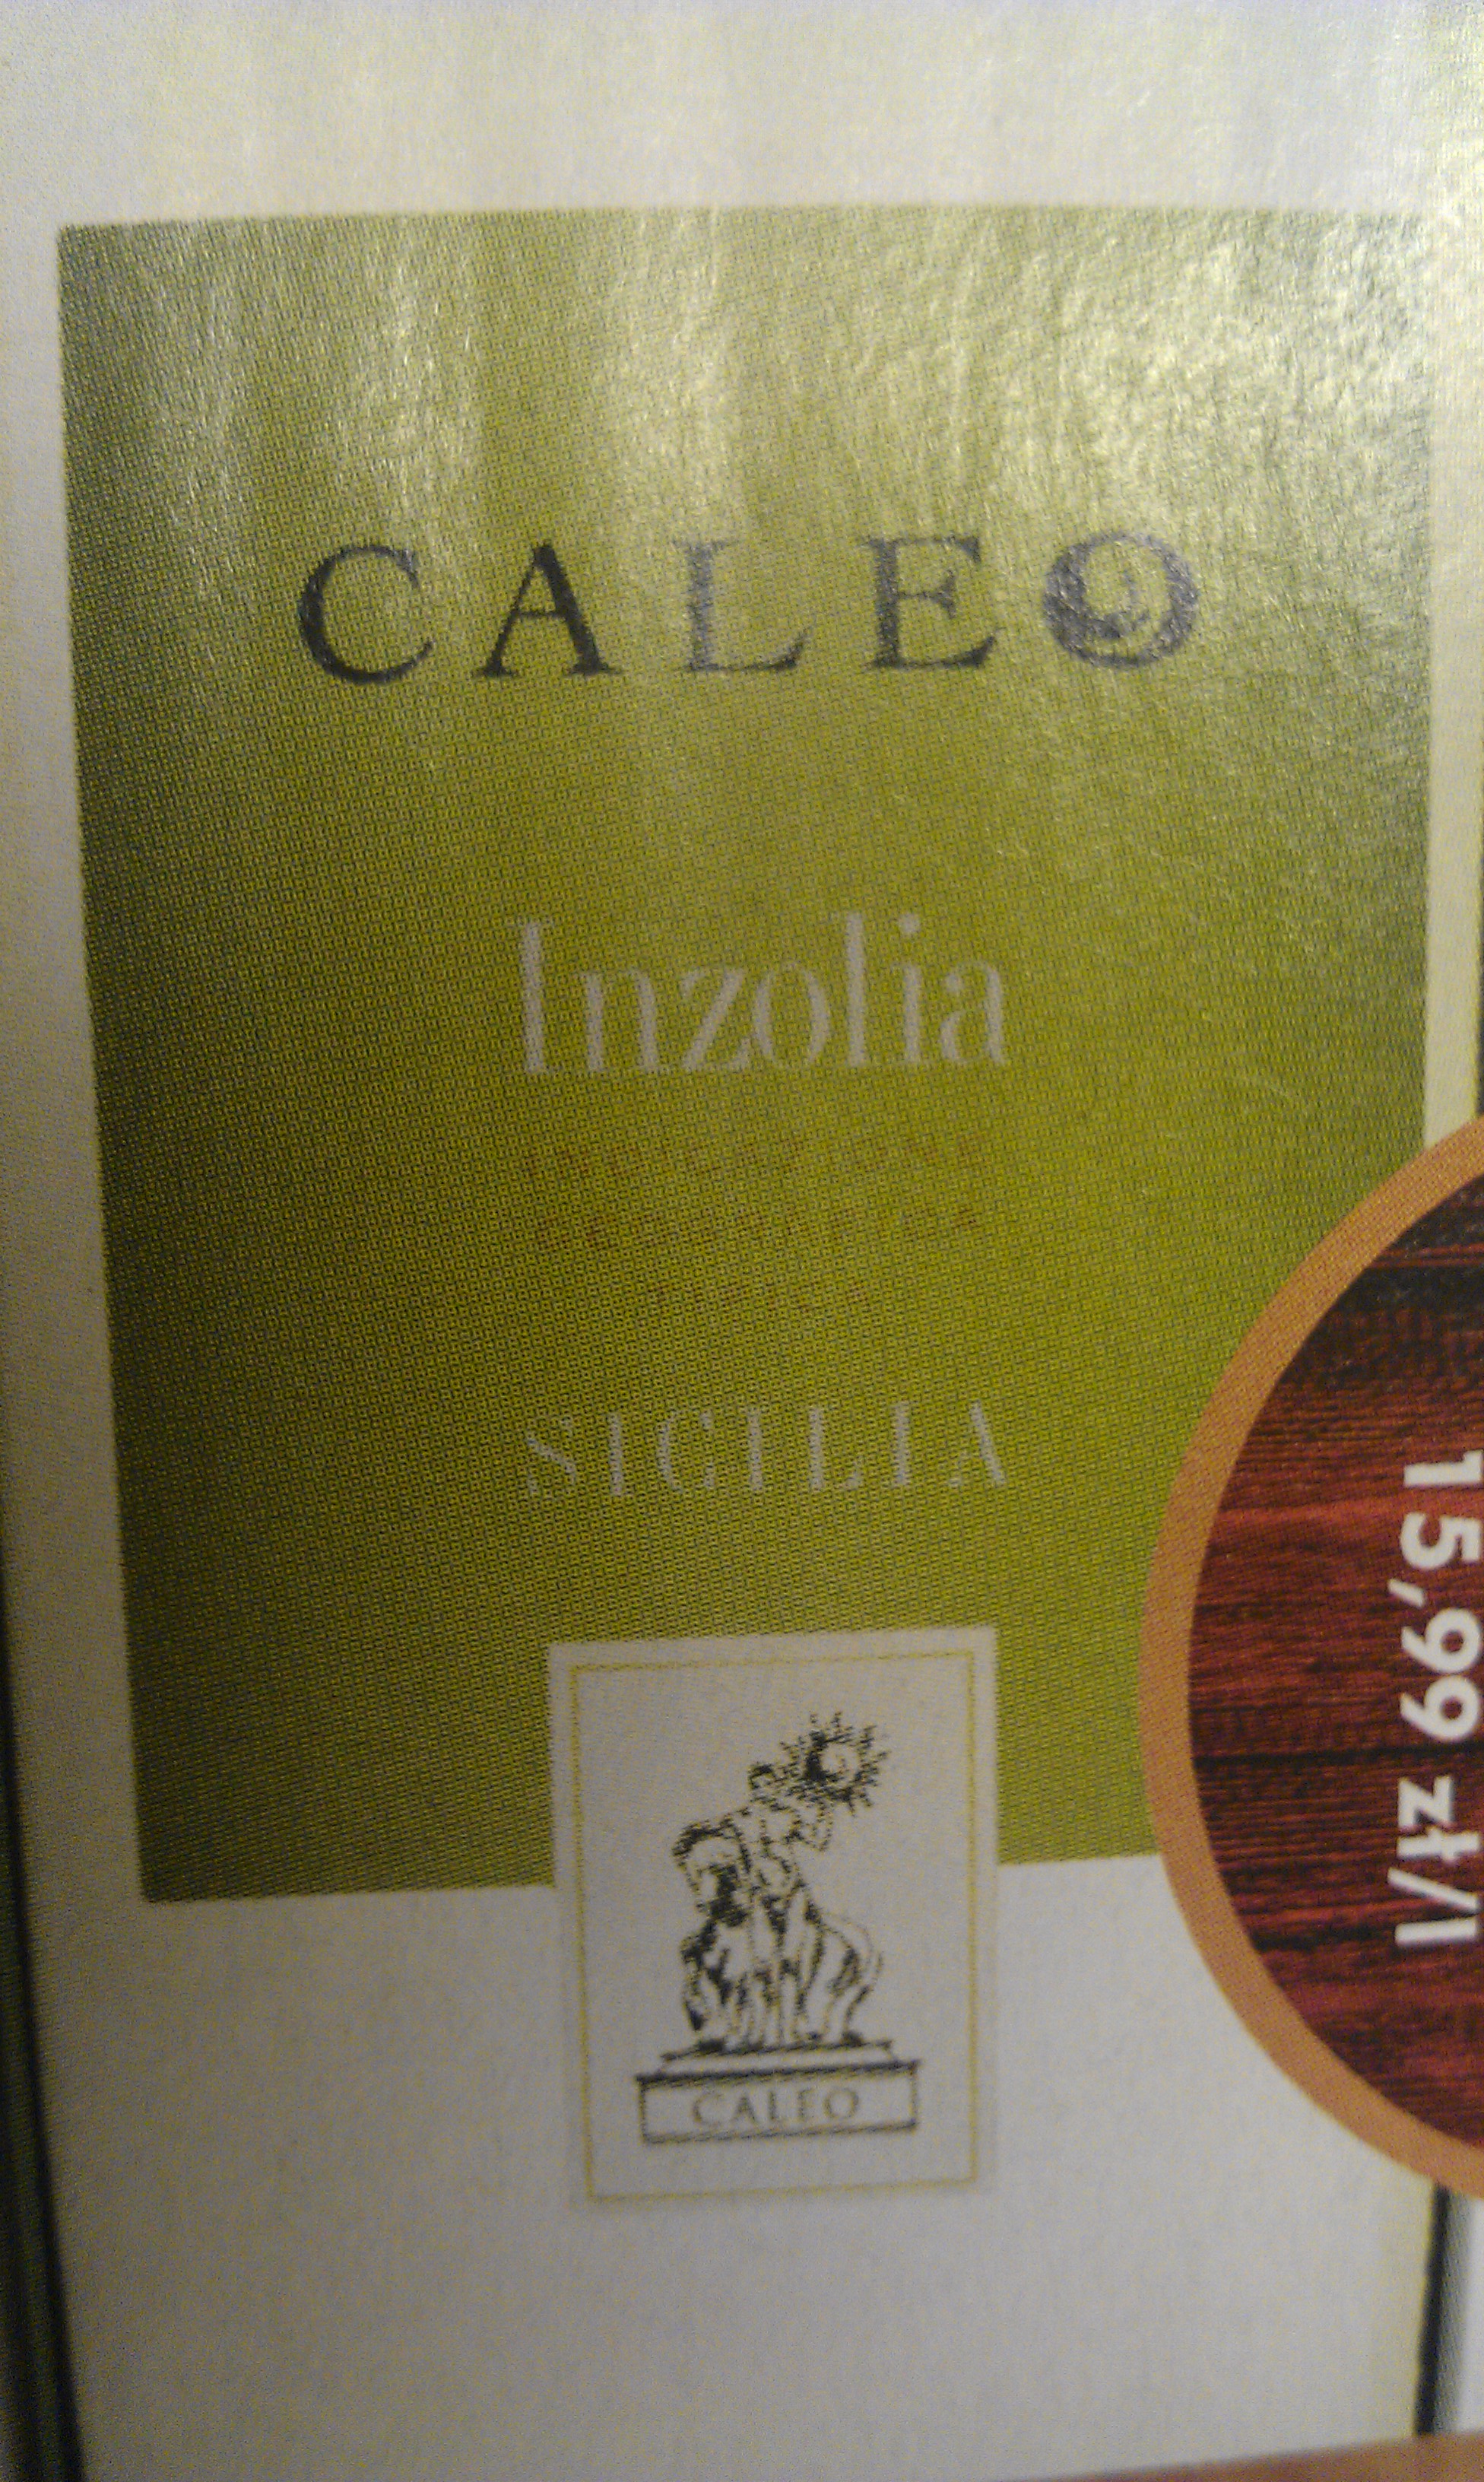 CALEO
Inzolia
SICILIA
CALEO
15,99 zł/l